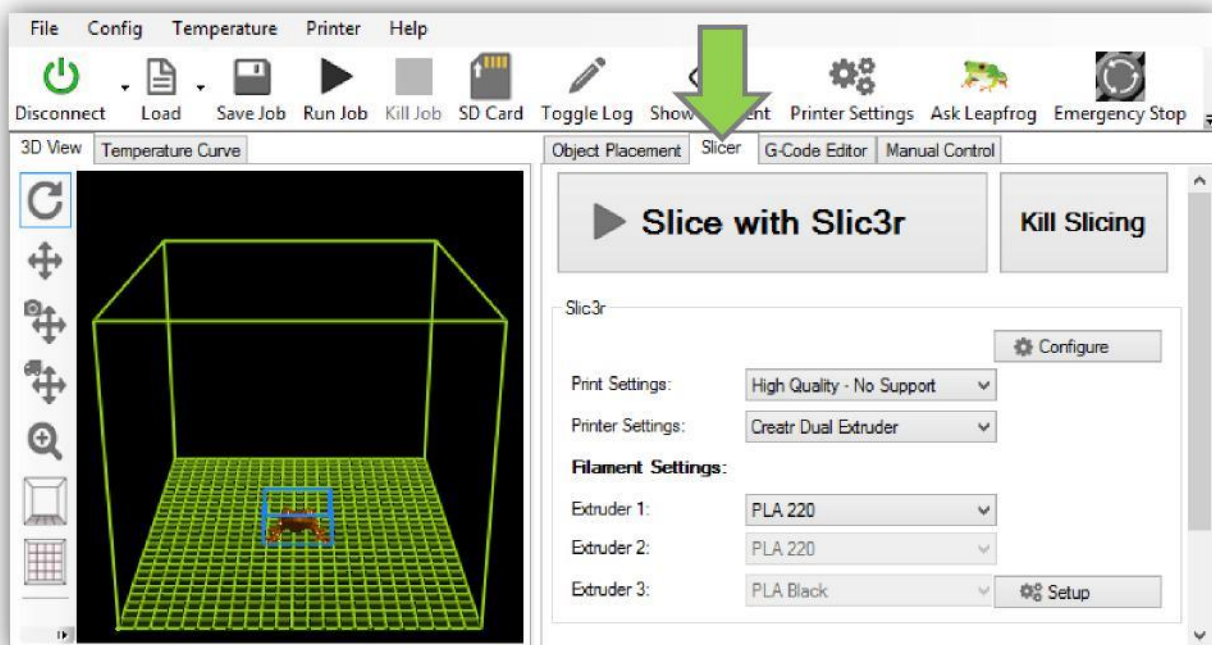 File Config Temperature Printer Help
Disconnect Load Save Job Run Job Kill Job SD Card Toggle Log Show ent Printer Settings Ask Leapfrog Emergency Stop
3D View Temperature Curve Object Placement Slicer G-Code Editor Manual Control
Slice with Slic3r Kill Slicing
Slic3r
Configure
Print Settings: High Quality - No Support
Printer Settings: Creatr Dual Extruder
Filament Settings:
Extruder 1: PLA 220
Extruder 2: PLA 220
Extruder 3: PLA Black Setup